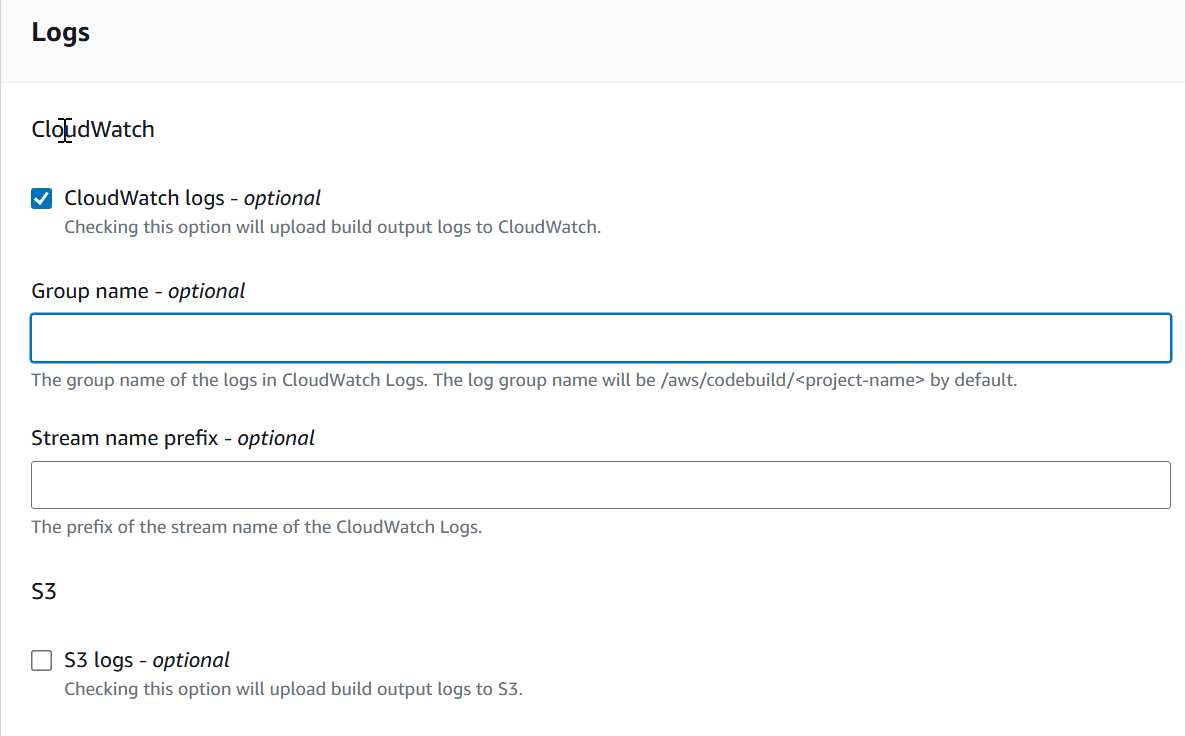 Logs
CloudWatch
CloudWatch logs - optional
Checking this option will upload build output logs to CloudWatch.
Group name - optional
The group name of the logs in CloudWatch Logs. The log group name will be /aws/codebuild/<project-name> by default.
Stream name prefix - optional
The prefix of the stream name of the CloudWatch Logs.
S3
S3 logs - optional
Checking this option will upload build output logs to S3.